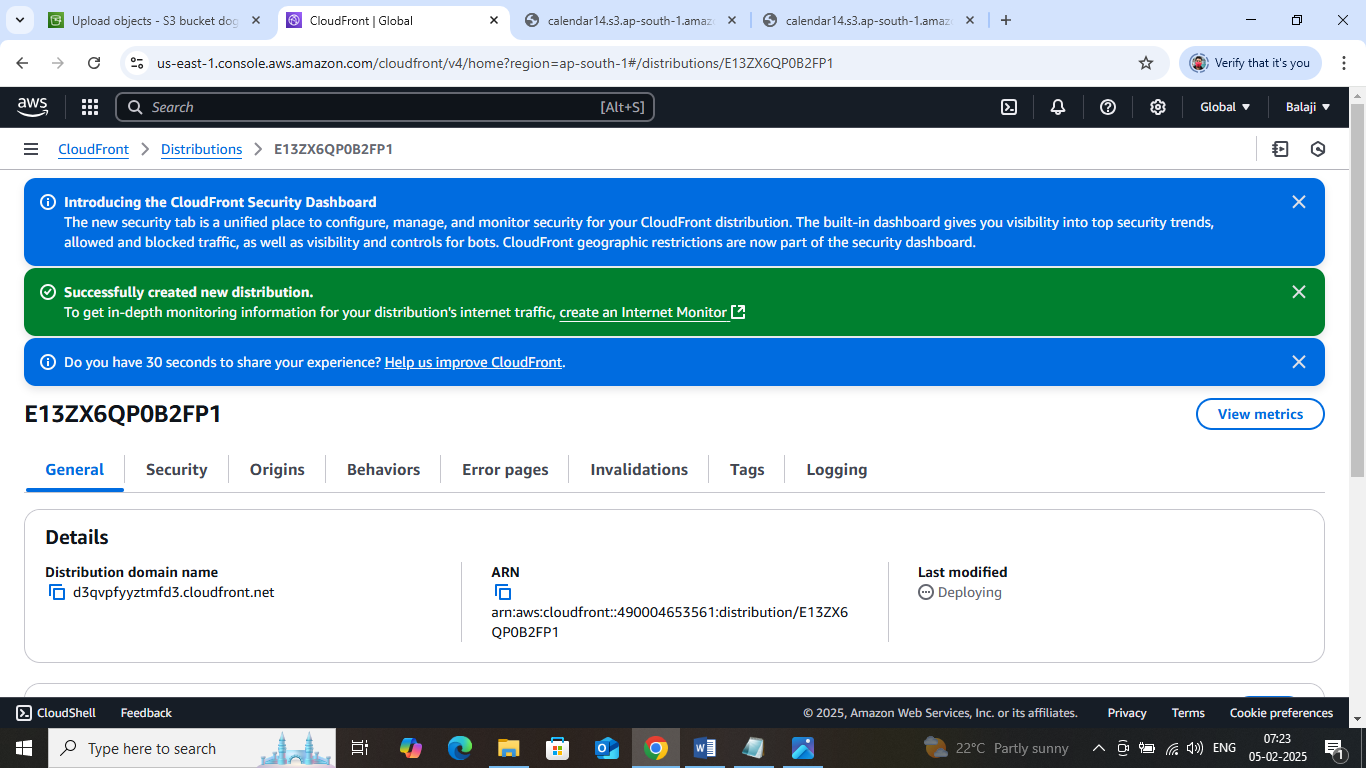 Upload objects - S3 bucket dog
CloudFront | Global
calendar14.s3.ap-south-1.amaz
calendar14.s3.ap-south-1.amaz
us-east-1.console.aws.amazon.com/cloudfront/v4/home?region=ap-south-1#/distributions/E13ZX6QP0B2FP1
Verify that it's you
aws
Search
[Alt+S]
Global
Balaji
CloudFront
Distributions
E13ZX6QP0B2FP1
Introducing the CloudFront Security Dashboard
The new security tab is a unified place to configure, manage, and monitor security for your CloudFront distribution. The built-in dashboard gives you visibility into top security trends,
allowed and blocked traffic, as well as visibility and controls for bots. CloudFront geographic restrictions are now part of the security dashboard.
Successfully created new distribution.
To get in-depth monitoring information for your distribution's internet traffic, create an Internet Monitor
Do you have 30 seconds to share your experience? Help us improve CloudFront.
E13ZX6QP0B2FP1
View metrics
General
Security
Origins
Behaviors
Error pages
Invalidations
Tags
Logging
Details
Distribution domain name
d3qvpfyyztmfd3.cloudfront.net
ARN
arn:aws:cloudfront::490004653561:distribution/E13ZX6
QP0B2FP1
Last modified
Deploying
CloudShell
Feedback
© 2025, Amazon Web Services, Inc. or its affiliates.
Privacy
Terms
Cookie preferences
Type here to search
22°C Partly sunny
ENG
07:23
05-02-2025
1